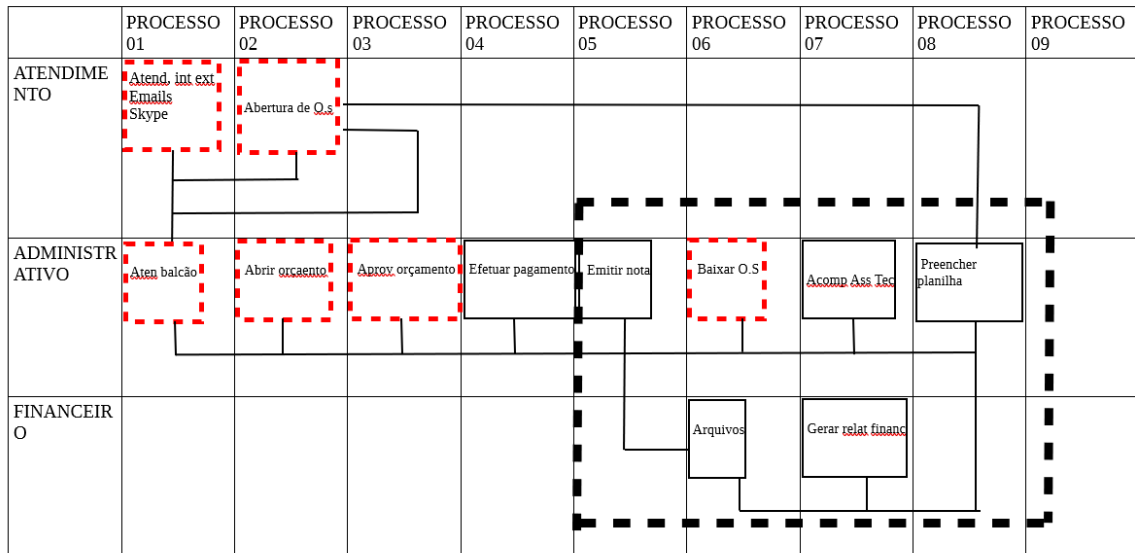 PROCESSO
01
PROCESSO
02
PROCESSO
03
PROCESSO
04
PROCESSO
05
PROCESSO
06
PROCESSO
07
PROCESSO
08
PROCESSO
09
ATENDIME
NTO
Atend, int ext
Emails
Skype
Abertura de O.s
ADMINISTR
ATIVO
Aten balcão
Abrir orçaento
Aprov orçamento
Efetuar pagamento
Emitir nota
Baixar O.S
Acomp Ass Tec
Preencher
planilha
FINANCEIR
O
Arquivos
Gerar relat financ